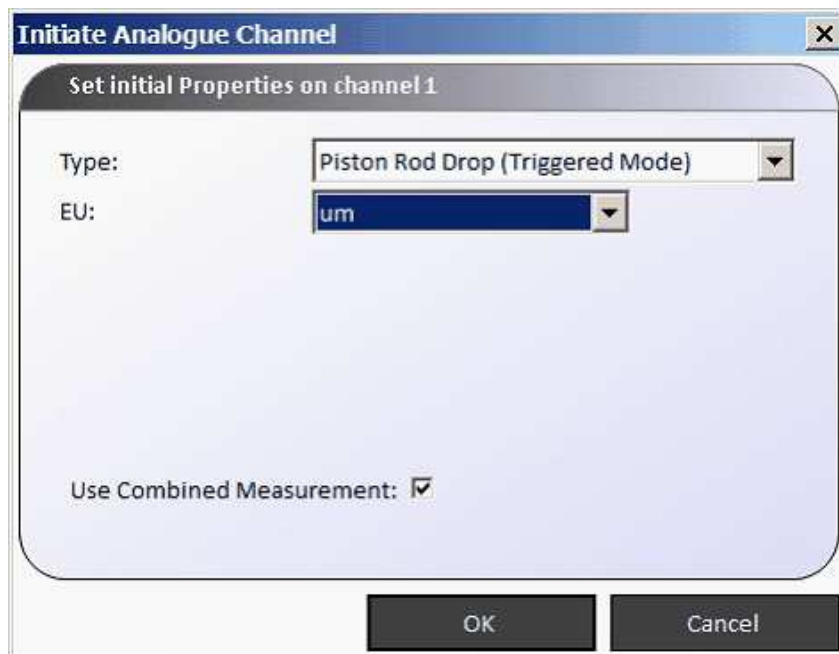 Initiate Analogue Channel
Set initial Properties on channel 1
Type: Piston Rod Drop (Triggered Mode)
EU: um
Use Combined Measurement:
OK Cancel